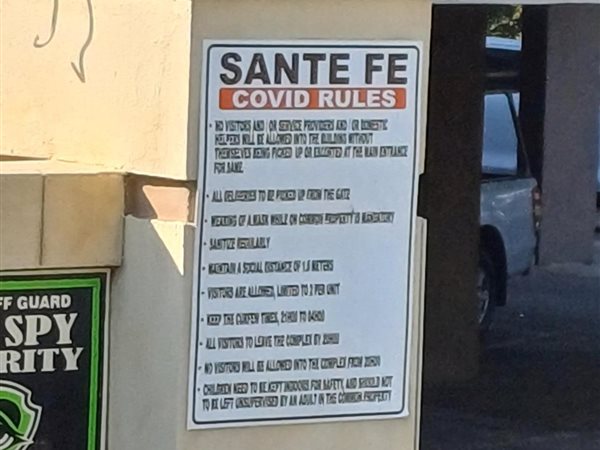 SANTE FE
COVID RULES
• NO VISITORS AND / OR SERVICE PROVIDERS AND / OR DOMESTIC
HELPERS WILL BE ALLOWED INTO THE BUILDING WITHOUT
THEMSELVES BEING PICKED UP OR ESCORTED AT THE MAIN ENTRANCE
FOR SAME.
• ALL DELIVERIES TO BE PICKED UP FROM THE GATE
• WEARING OF A MASK WHILE ON COMMON PROPERTY IS MANDATORY
• SANITIZE REGULARLY
• MAINTAIN A SOCIAL DISTANCE OF 1.5 METERS
• VISITORS ARE ALLOWED, LIMITED TO 2 PER UNIT
• KEEP THE CURFEW TIMES, 21H00 TO 04H00
• ALL VISITORS TO LEAVE THE COMPLEX BY 20H00
• NO VISITORS WILL BE ALLOWED INTO THE COMPLEX FROM 20H00
• CHILDREN NEED TO BE KEPT INDOORS FOR SAFETY, AND SHOULD NOT
TO BE LEFT UNSUPERVISED BY AN ADULT IN THE COMMON PROPERTY
FF GUARD
SPY
RITY